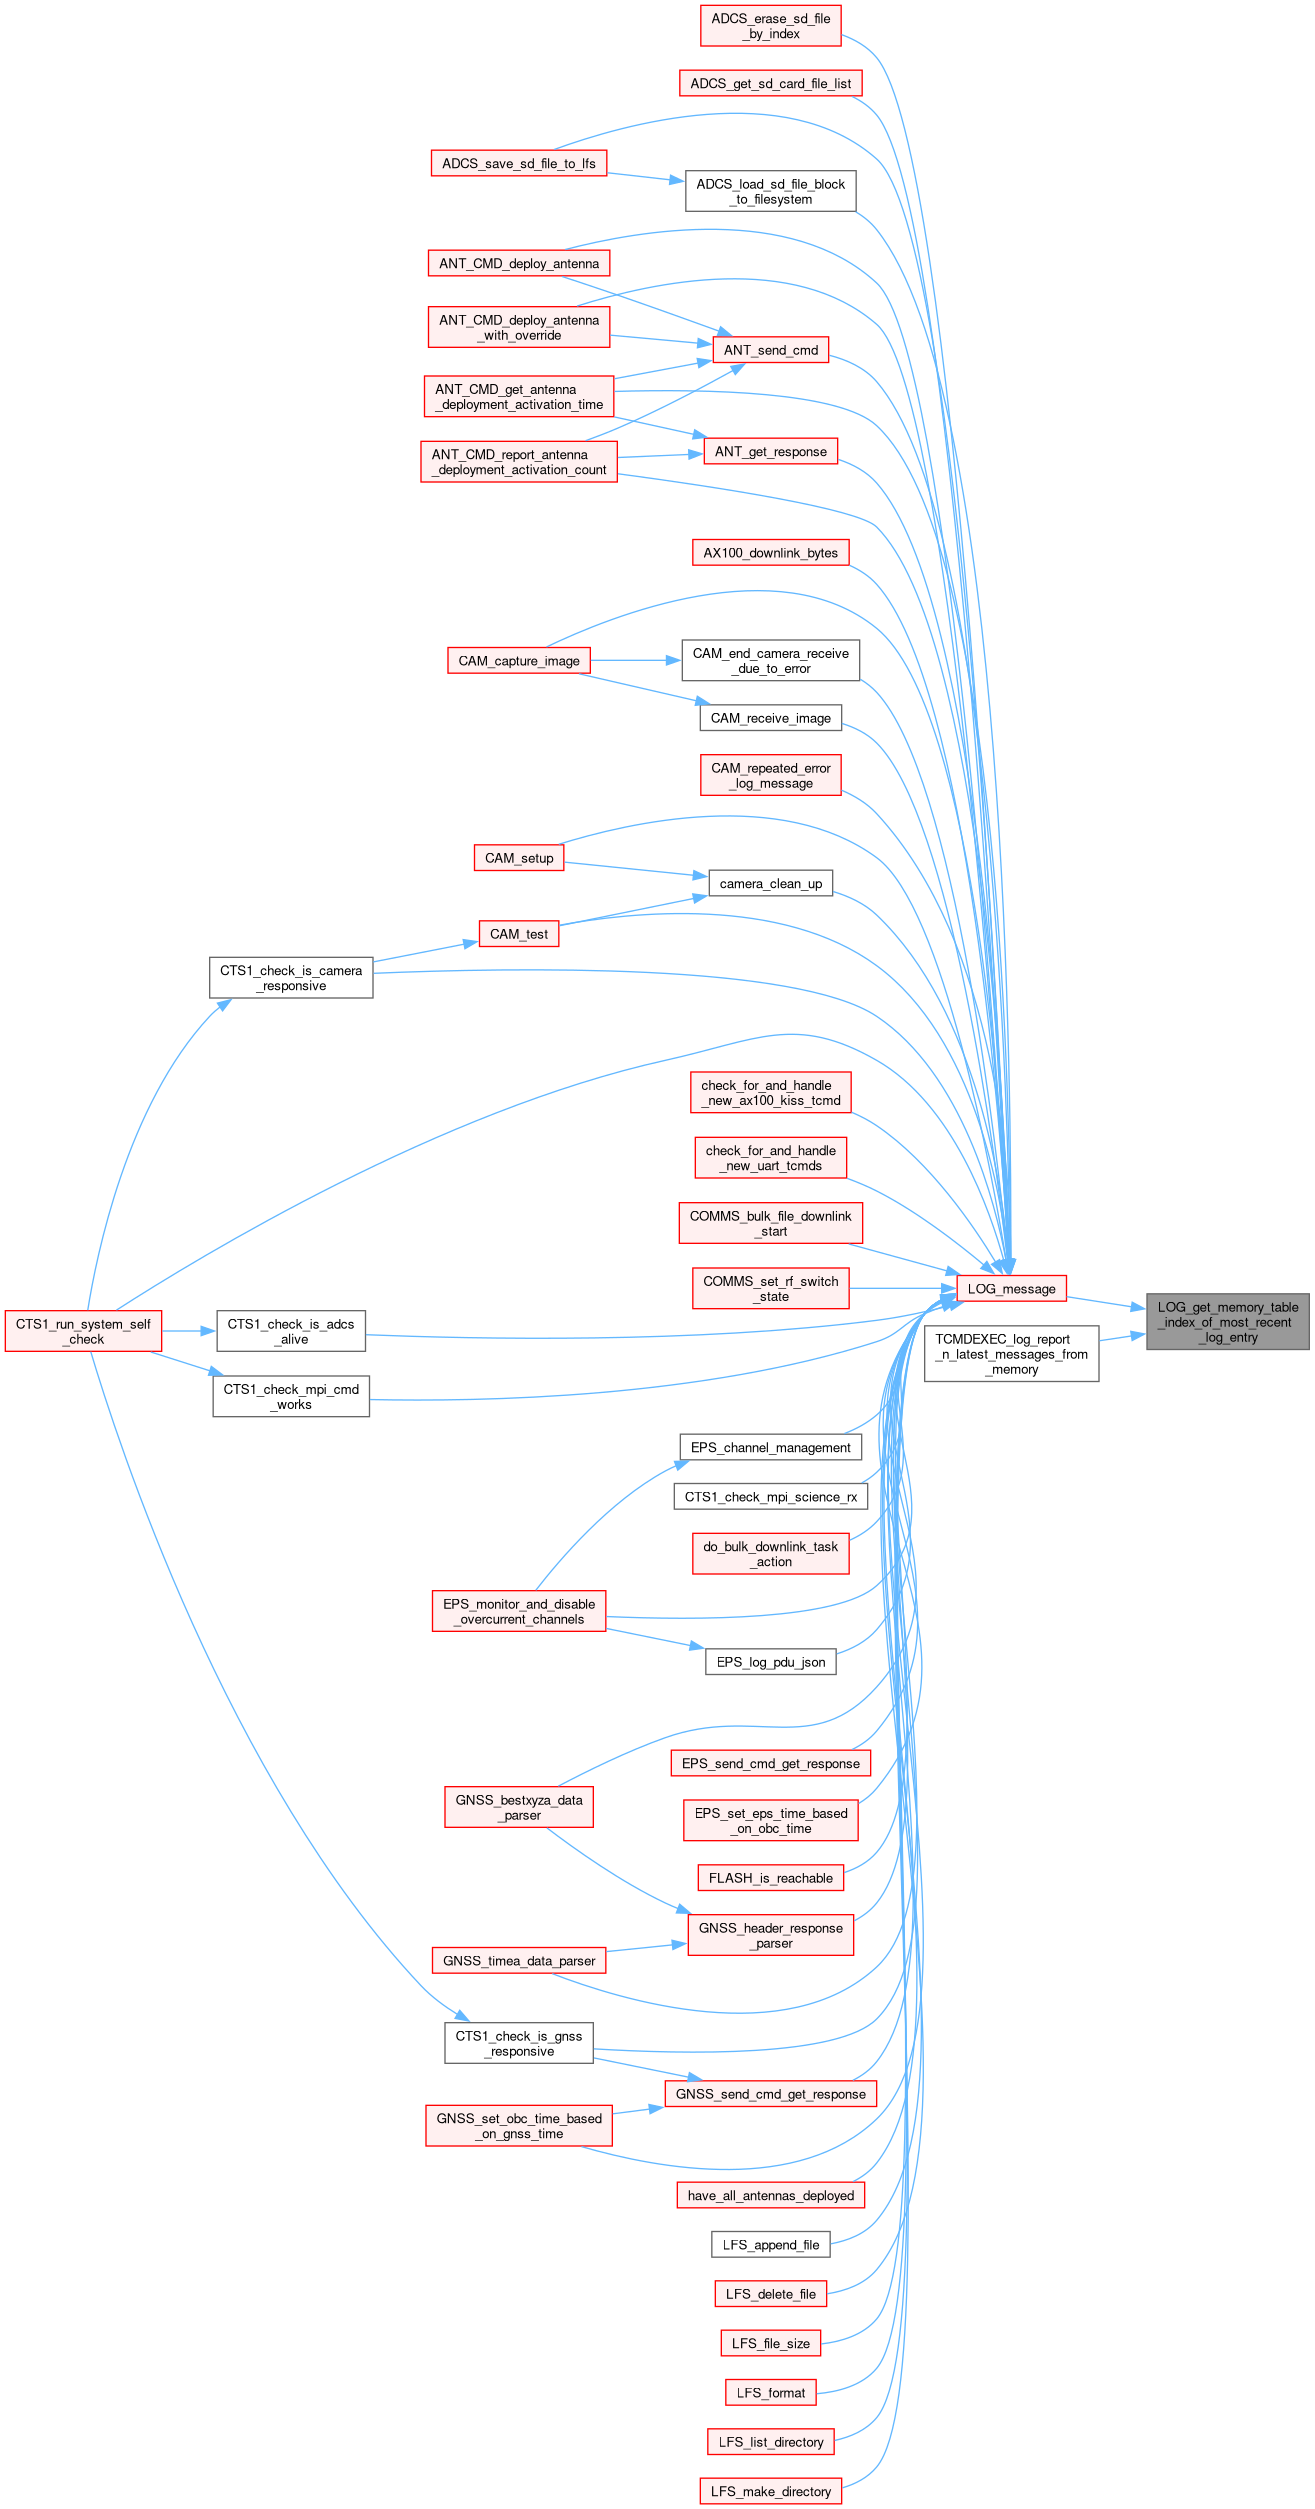 ADCS_erase_sd_file
_by_index
ADCS_get_sd_card_file_list
ADCS_save_sd_file_to_lfs
ADCS_load_sd_file_block
_to_filesystem
ANT_CMD_deploy_antenna
ANT_CMD_deploy_antenna
_with_override
ANT_send_cmd
ANT_CMD_get_antenna
_deployment_activation_time
ANT_CMD_report_antenna
_deployment_activation_count
ANT_get_response
AX100_downlink_bytes
CAM_capture_image
CAM_end_camera_receive
_due_to_error
CAM_receive_image
CAM_repeated_error
_log_message
CAM_setup
camera_clean_up
CAM_test
CTS1_check_is_camera
_responsive
check_for_and_handle
_new_ax100_kiss_tcmd
check_for_and_handle
_new_uart_tcmds
COMMS_bulk_file_downlink
_start
COMMS_set_rf_switch
_state
LOG_message
LOG_get_memory_table
_index_of_most_recent
_log_entry
CTS1_run_system_self
_check
CTS1_check_is_adcs
_alive
TCMDEXEC_log_report
_n_latest_messages_from
_memory
CTS1_check_mpi_cmd
_works
EPS_channel_management
CTS1_check_mpi_science_rx
do_bulk_downlink_task
_action
EPS_monitor_and_disable
_overcurrent_channels
EPS_log_pdu_json
EPS_send_cmd_get_response
GNSS_bestxyza_data
_parser
EPS_set_eps_time_based
_on_obc_time
FLASH_is_reachable
GNSS_header_response
_parser
GNSS_timea_data_parser
CTS1_check_is_gnss
_responsive
GNSS_send_cmd_get_response
GNSS_set_obc_time_based
_on_gnss_time
have_all_antennas_deployed
LFS_append_file
LFS_delete_file
LFS_file_size
LFS_format
LFS_list_directory
LFS_make_directory